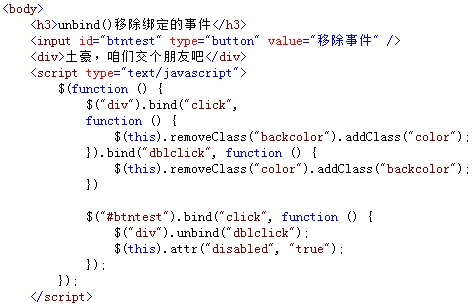 <body>
    <h3>unbind()移除绑定的事件</h3>
    <input id="btntest" type="button" value="移除事件" />
    <div>土豪，咱们交个朋友吧</div>
    <script type="text/javascript">
        $(function () {
            $("div").bind("click",
            function () {
                $(this).removeClass("backcolor").addClass("color");
            }).bind("dblclick", function () {
                $(this).removeClass("color").addClass("backcolor");
            })

            $("#btntest").bind("click", function () {
                $("div").unbind("dblclick");
                $(this).attr("disabled", "true");
            });
        });
    </script>